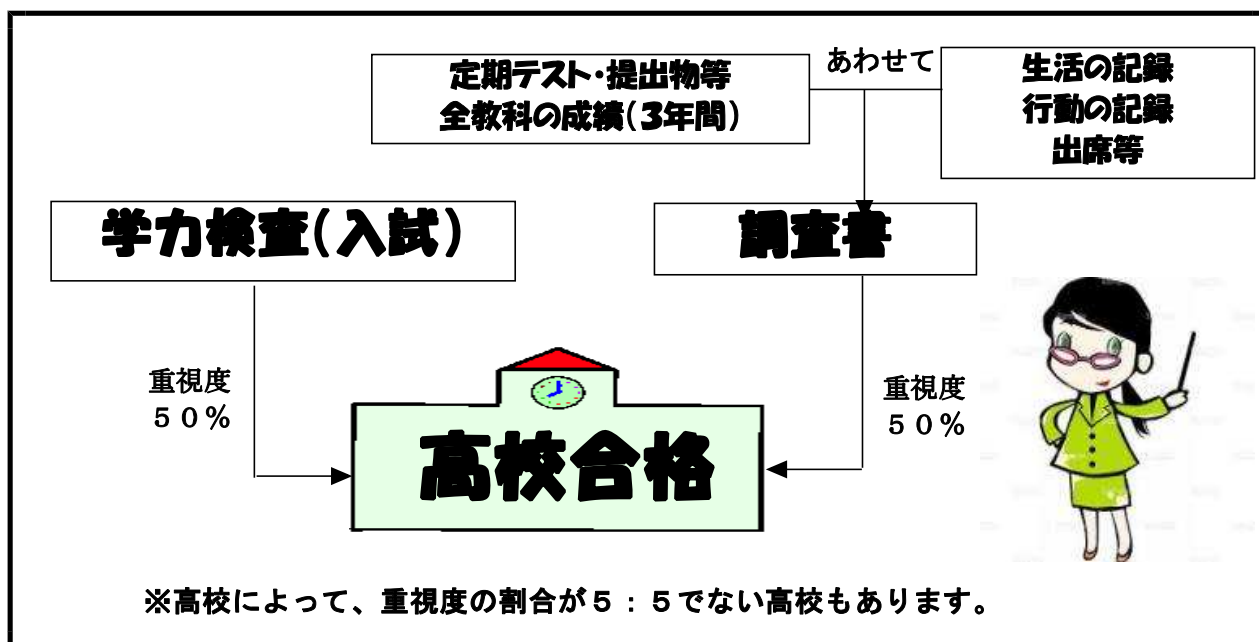 定期テスト・提出物等
全教科の成績(3年間)
あわせて
生活の記録
行動の記録
出席等
学力検査(入試)
調査書
重視度
50%
重視度
50%
高校合格
※高校によって、重視度の割合が5:5でない高校もあります。